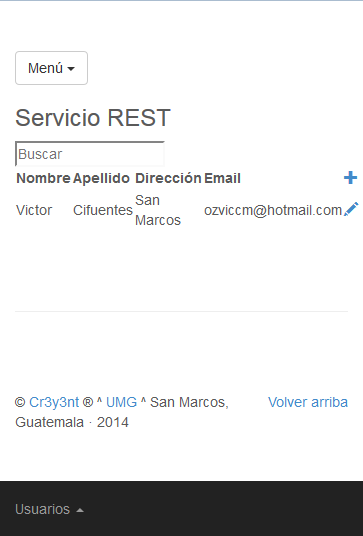 Menú
Servicio REST
Buscar
Nombre Apellido Dirección Email
Victor Cifuentes San Marcos ozviccm@hotmail.com
© Cr3y3nt ® ^ UMG ^ San Marcos, Volver arriba
Guatemala · 2014
Usuarios